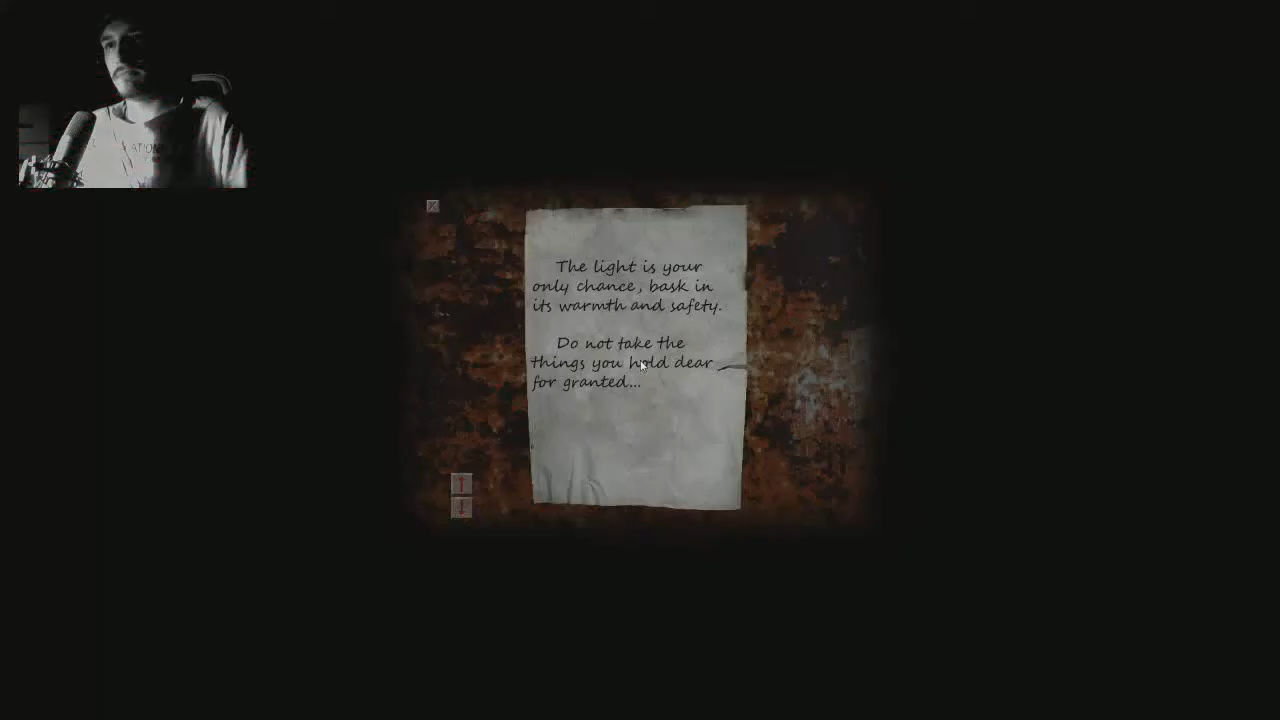 The light is your
only chance, bask in
its warmth and safety.
Do not take the
things you hold dear
for granted...